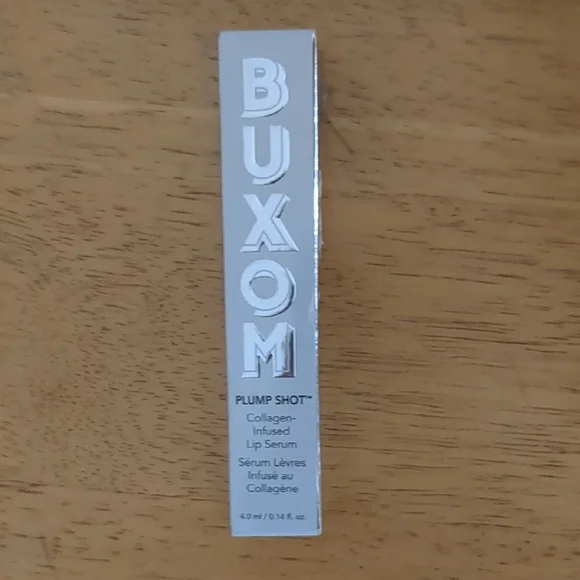 BUXOM
PLUMP SHOT™
Collagen-
Infused
Lip Serum
Sérum Lèvres
Infusé au
Collagène
4.0 ml / 0.14 fl. oz.